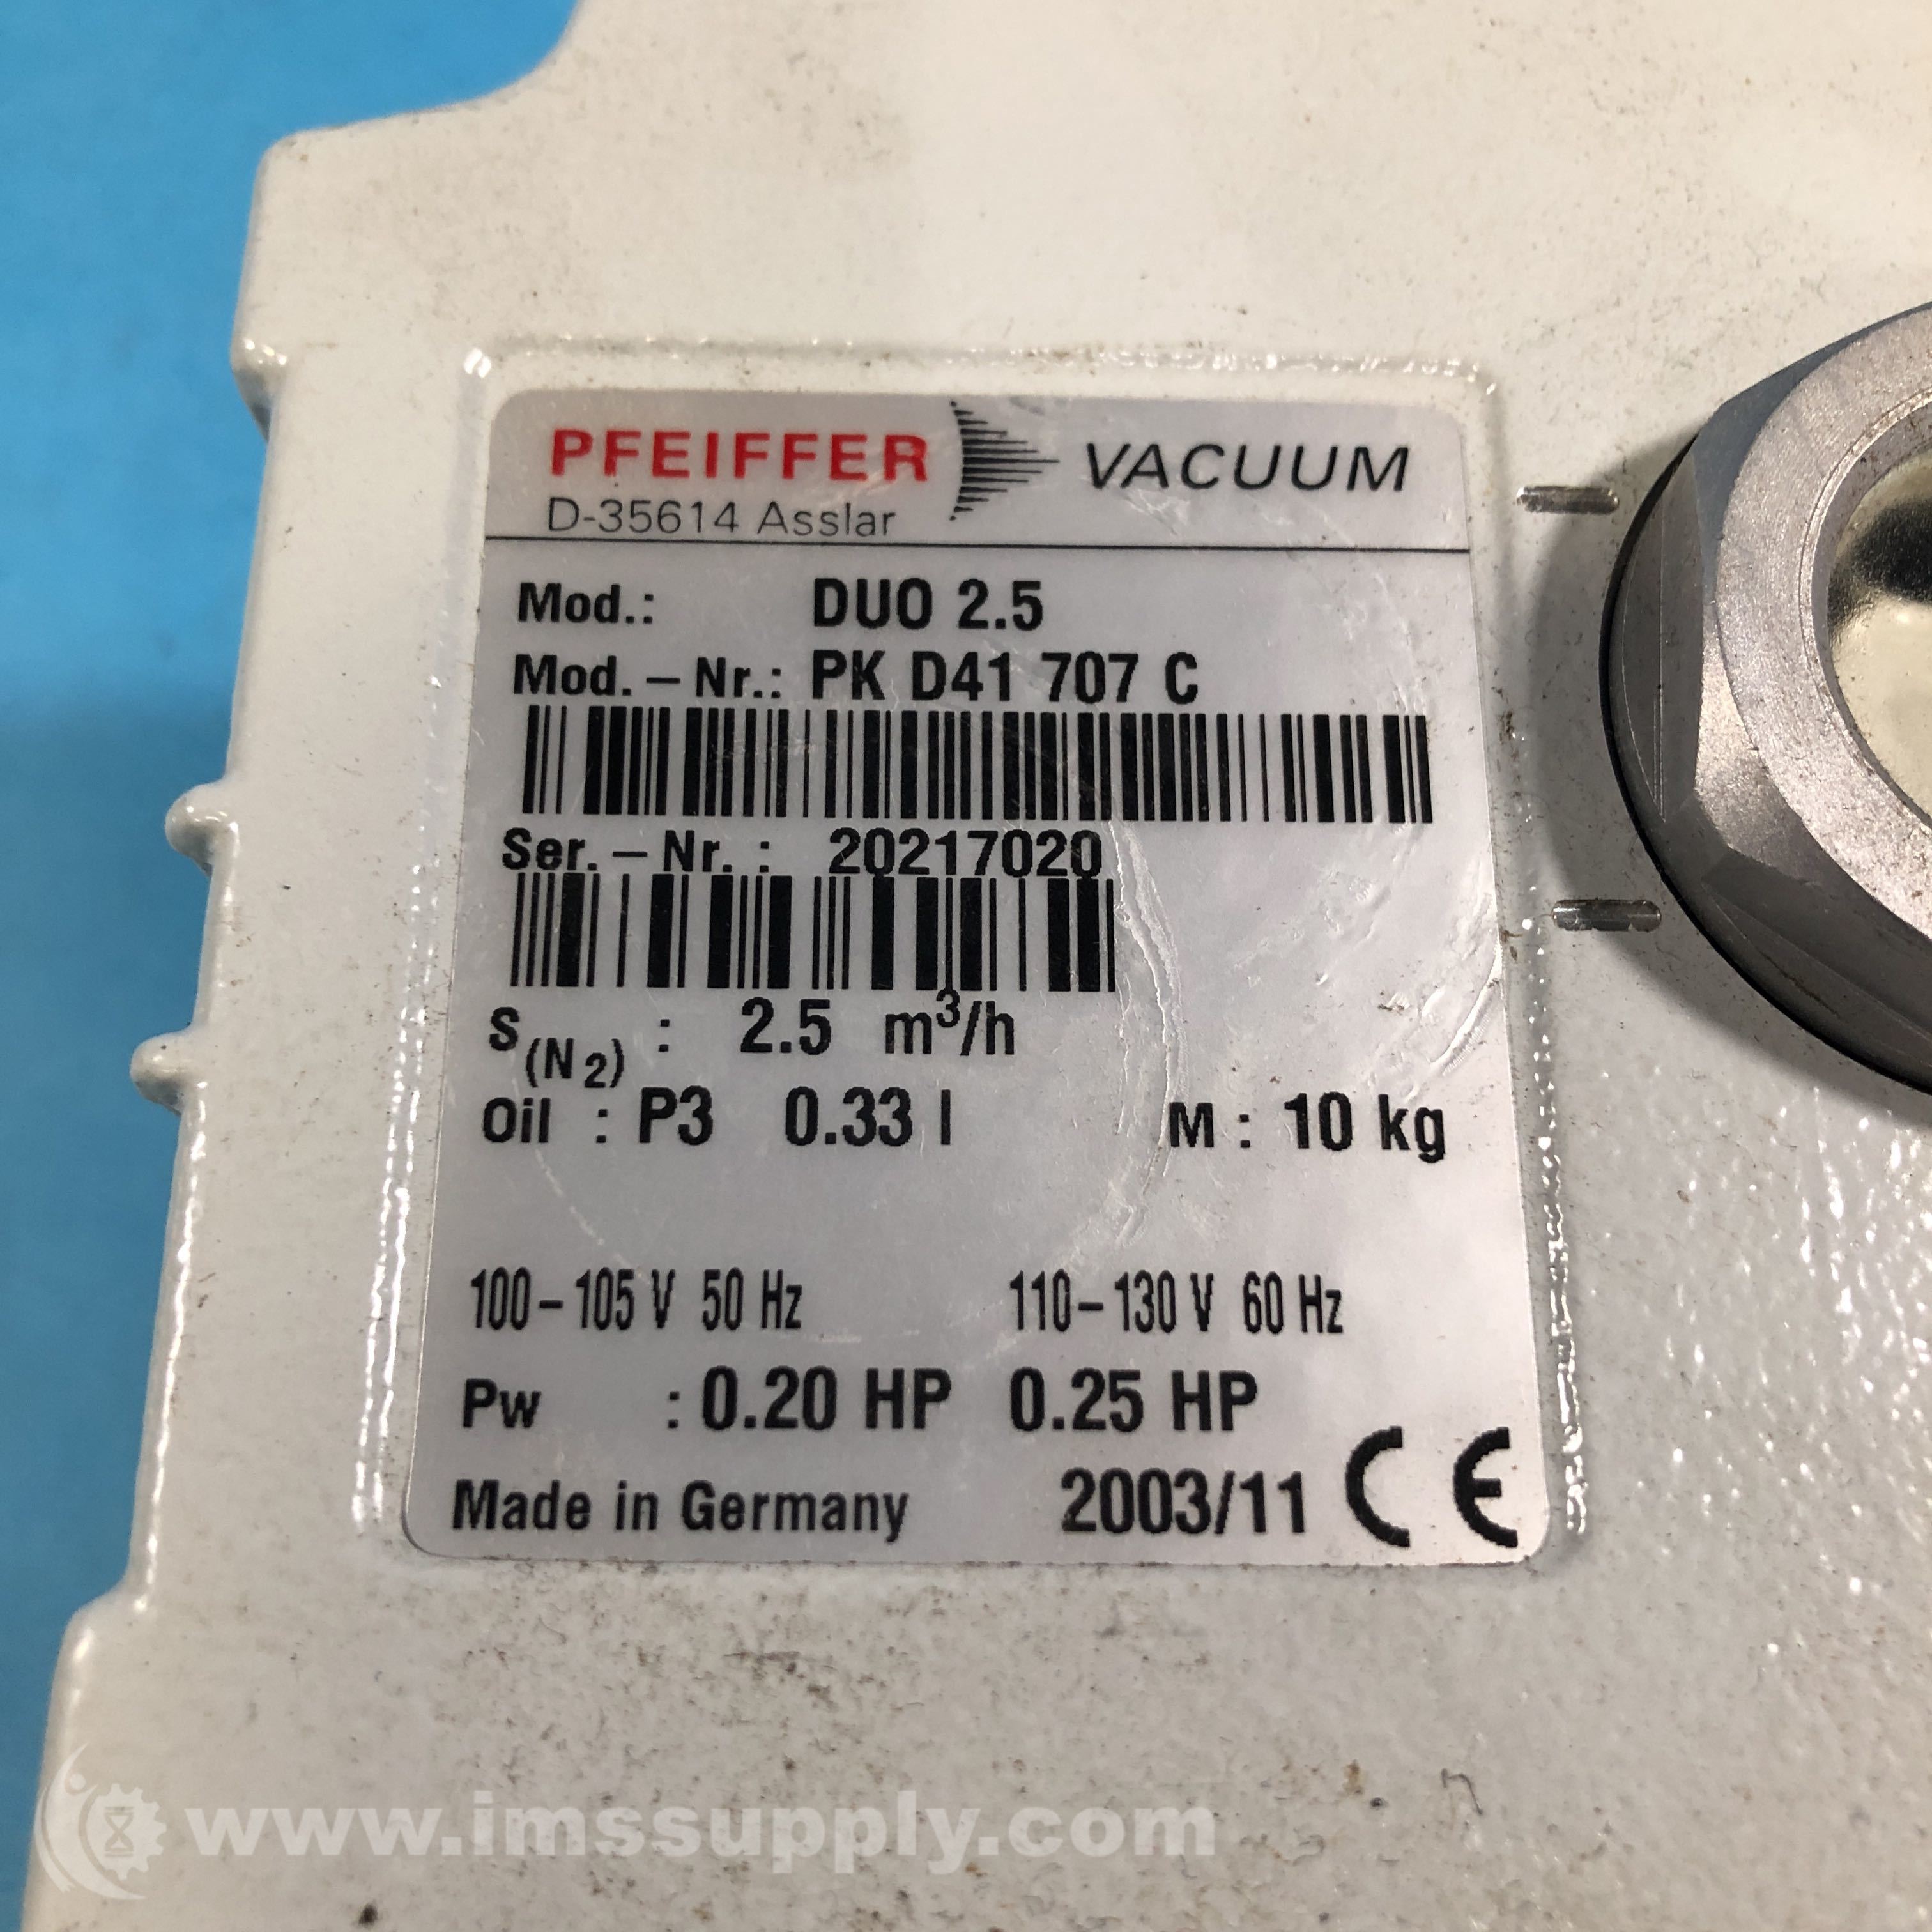 PFEIFFER VACUUM
D-35614 Asslar
Mod.: DUO 2.5
Mod.-Nr.: PK D41 707 C
Ser.-Nr.: 20217020
S(N2) : 2.5 m³/h
Oil : P3 0.33 l M : 10 kg
100-105 V 50 Hz 110-130 V 60 Hz
Pw : 0.20 HP 0.25 HP
Made in Germany 2003/11 CE
www.imssupply.com